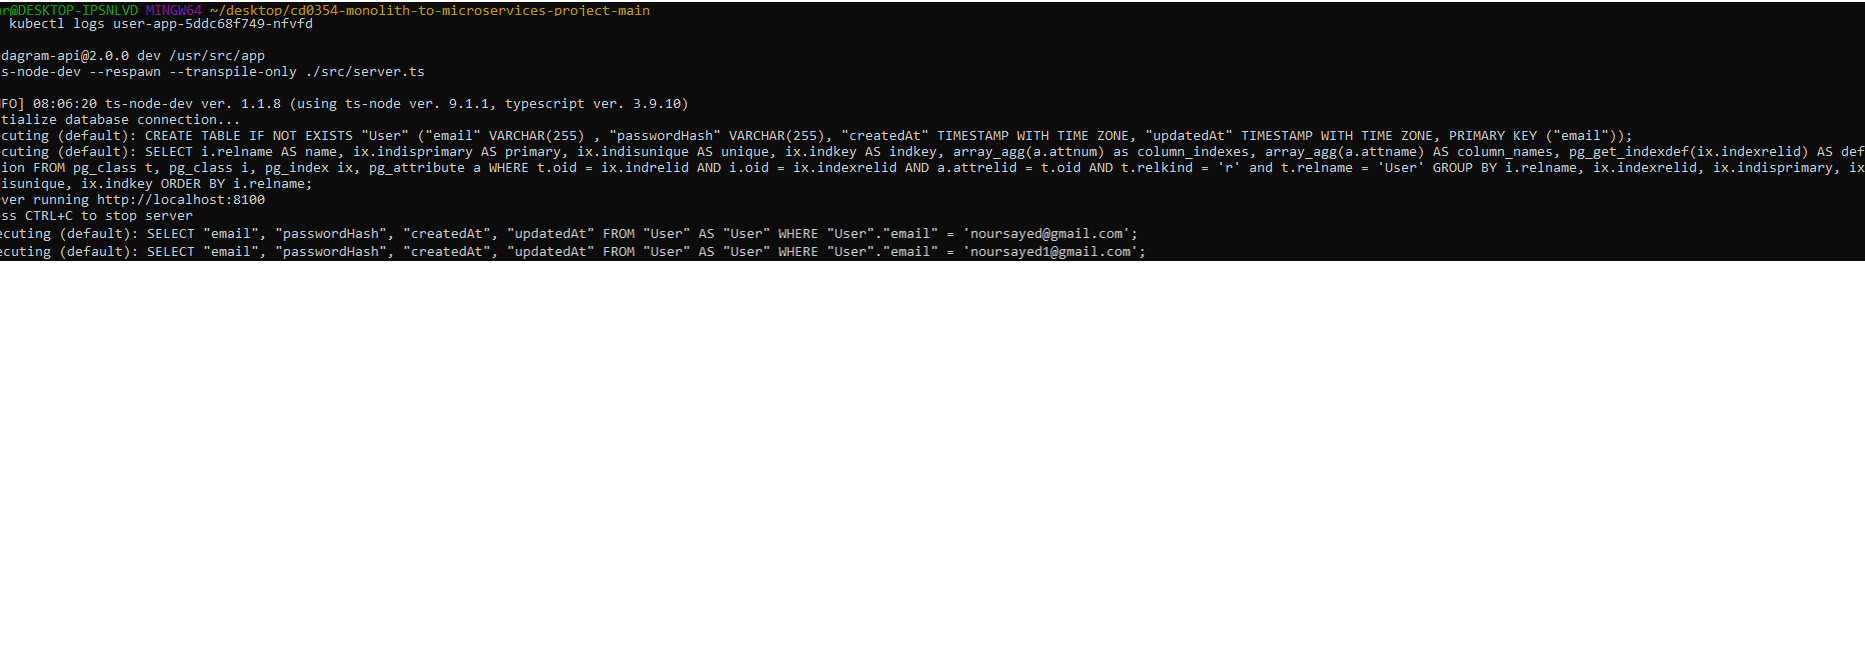 r@DESKTOP-IPSNLVD MINGW64 ~/desktop/cd0354-monolith-to-microservices-project-main
kubectl logs user-app-5ddc68f749-nfvfd
dagram-api@2.0.0 dev /usr/src/app
s-node-dev --respawn --transpile-only ./src/server.ts
FO] 08:06:20 ts-node-dev ver. 1.1.8 (using ts-node ver. 9.1.1, typescript ver. 3.9.10)
tialize database connection...
cuting (default): CREATE TABLE IF NOT EXISTS "User" ("email" VARCHAR(255) , "passwordHash" VARCHAR(255), "createdAt" TIMESTAMP WITH TIME ZONE, "updatedAt" TIMESTAMP WITH TIME ZONE, PRIMARY KEY ("email"));
cuting (default): SELECT i.relname AS name, ix.indisprimary AS primary, ix.indisunique AS unique, ix.indkey AS indkey, array_agg(a.attnum) as column_indexes, array_agg(a.attname) AS column_names, pg_get_indexdef(ix.indexrelid) AS def
ion FROM pg_class t, pg_class i, pg_index ix, pg_attribute a WHERE t.oid = ix.indrelid AND i.oid = ix.indexrelid AND a.attrelid = t.oid AND t.relkind = 'r' and t.relname = 'User' GROUP BY i.relname, ix.indexrelid, ix.indisprimary, ix
isunique, ix.indkey ORDER BY i.relname;
ver running http://localhost:8100
ss CTRL+C to stop server
ecuting (default): SELECT "email", "passwordHash", "createdAt", "updatedAt" FROM "User" AS "User" WHERE "User"."email" = 'noursayed@gmail.com';
ecuting (default): SELECT "email", "passwordHash", "createdAt", "updatedAt" FROM "User" AS "User" WHERE "User"."email" = 'noursayed1@gmail.com';